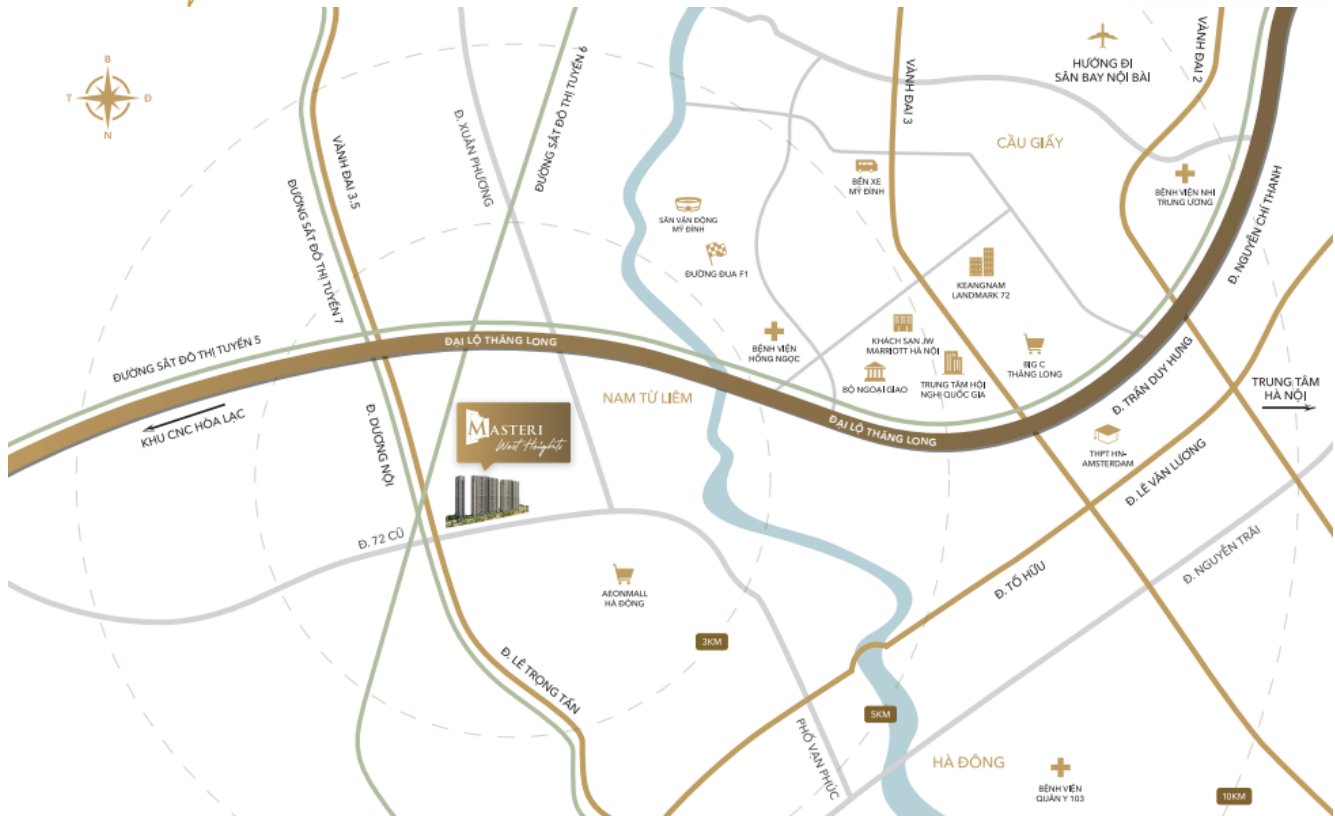 B
T
Đ
N
HƯỚNG ĐI
SÂN BAY NỘI BÀI
VÀNH ĐAI 2
VÀNH ĐAI 3
VÀNH ĐAI 3.5
Đ. XUÂN PHƯƠNG
ĐƯỜNG SẮT ĐÔ THỊ TUYẾN 6
ĐƯỜNG SẮT ĐÔ THỊ TUYẾN 7
CẦU GIẤY
BẾN XE
MỸ ĐÌNH
BỆNH VIỆN NHI
TRUNG ƯƠNG
SÂN VẬN ĐỘNG
MỸ ĐÌNH
ĐƯỜNG ĐUA F1
Đ. NGUYỄN CHÍ THANH
KEANGNAM
LANDMARK 72
ĐƯỜNG SẮT ĐÔ THỊ TUYẾN 5
ĐẠI LỘ THĂNG LONG
BỆNH VIỆN
HỒNG NGỌC
KHÁCH SẠN JW
MARRIOTT HÀ NỘI
BỘ NGOẠI GIAO
TRUNG TÂM HỘI
NGHỊ QUỐC GIA
BIG C
THĂNG LONG
Đ. TRẦN DUY HƯNG
TRUNG TÂM
HÀ NỘI
KHU CNC HÒA LẠC
Đ. DƯƠNG NỘI
NAM TỪ LIÊM
MASTERI
West Heights
ĐẠI LỘ THĂNG LONG
THPT HN-
AMSTERDAM
Đ. LÊ VĂN LƯƠNG
Đ. 72 CŨ
Đ. NGUYỄN TRÃI
Đ. TỐ HỮU
AEONMALL
HÀ ĐÔNG
3KM
Đ. LÊ TRỌNG TẤN
5KM
PHỐ VẠN PHÚC
HÀ ĐÔNG
BỆNH VIỆN
QUÂN Y 103
10KM